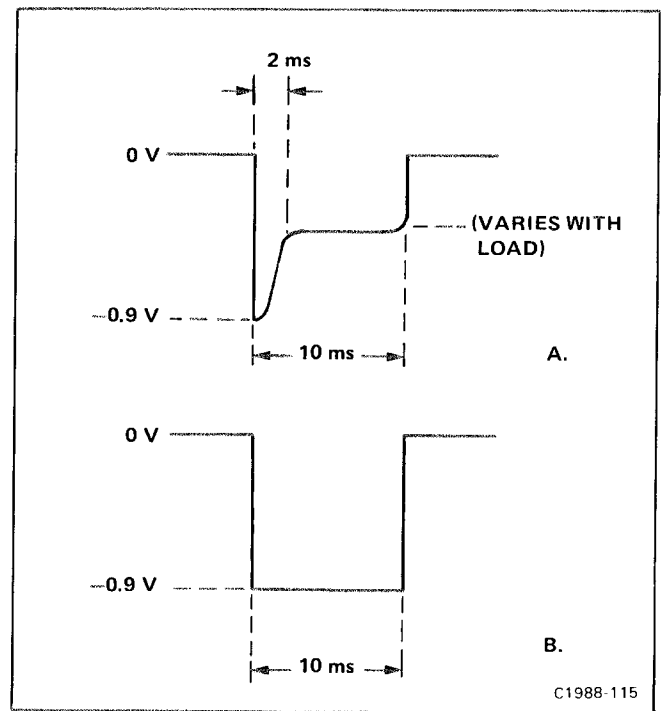 2 ms
0 V
(VARIES WITH
LOAD)
−0.9 V
10 ms
A.
0 V
−0.9 V
B.
10 ms
C1988-115